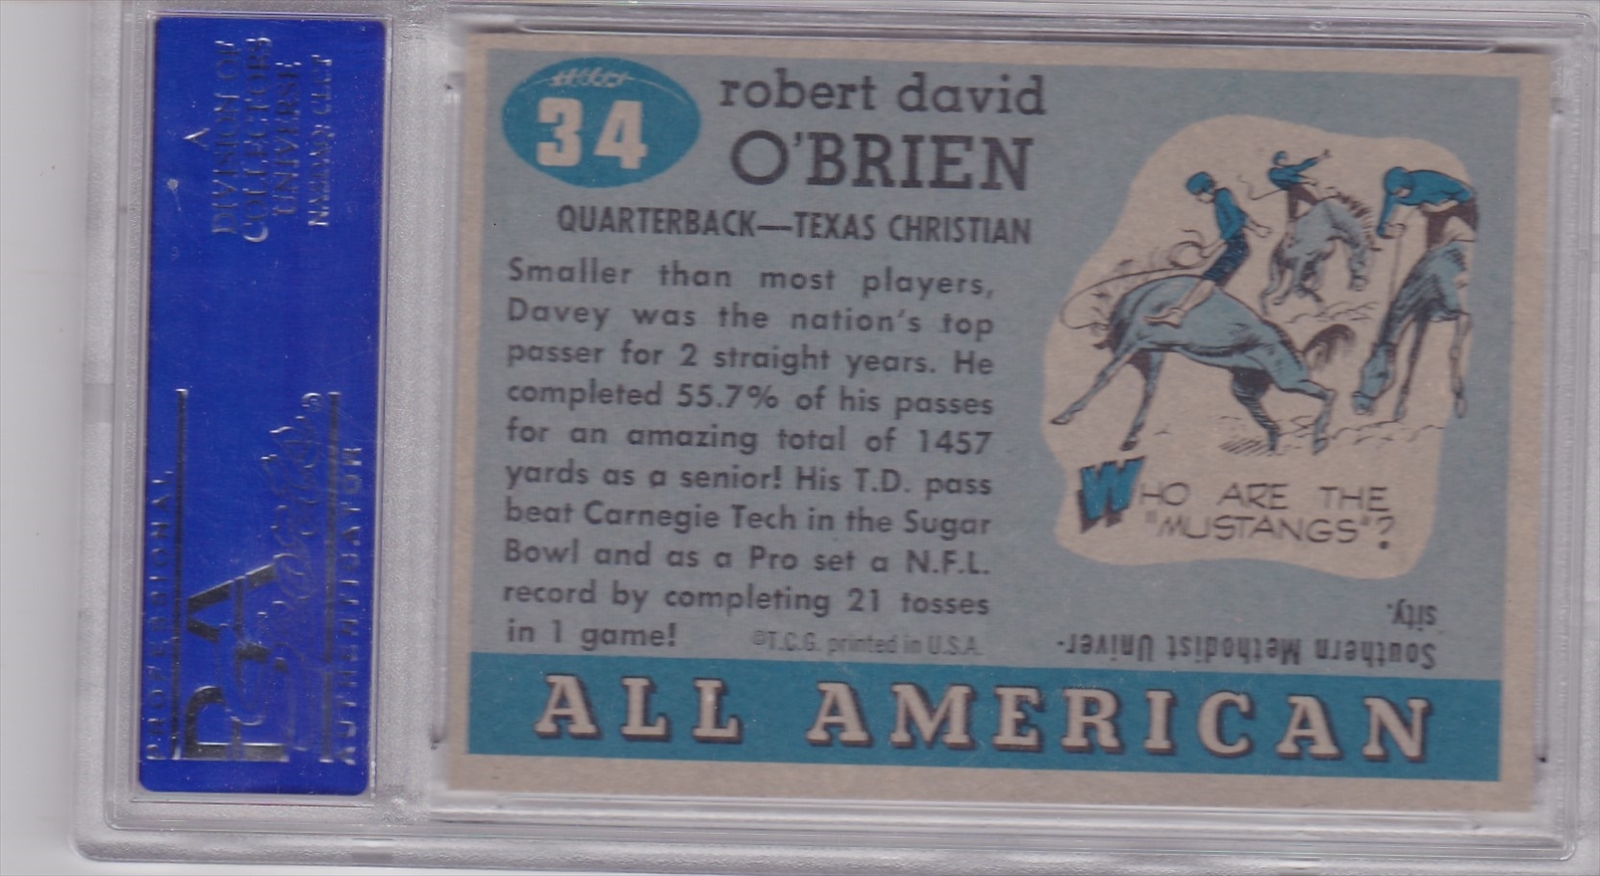 34
robert david
O'BRIEN
QUARTERBACK—TEXAS CHRISTIAN
Smaller than most players,
Davey was the nation's top
passer for 2 straight years. He
completed 55.7% of his passes
for an amazing total of 1457
yards as a senior! His T.D. pass
beat Carnegie Tech in the Sugar
Bowl and as a Pro set a N.F.L.
record by completing 21 tosses
in 1 game!
©T.C.G. printed in U.S.A.
WHO ARE THE
"MUSTANGS"?
Southern Methodist Univer-
sity.
ALL AMERICAN
PSA
PROFESSIONAL
SPORTS
AUTHENTICATOR
A
DIVISION OF
COLLECTORS
UNIVERSE